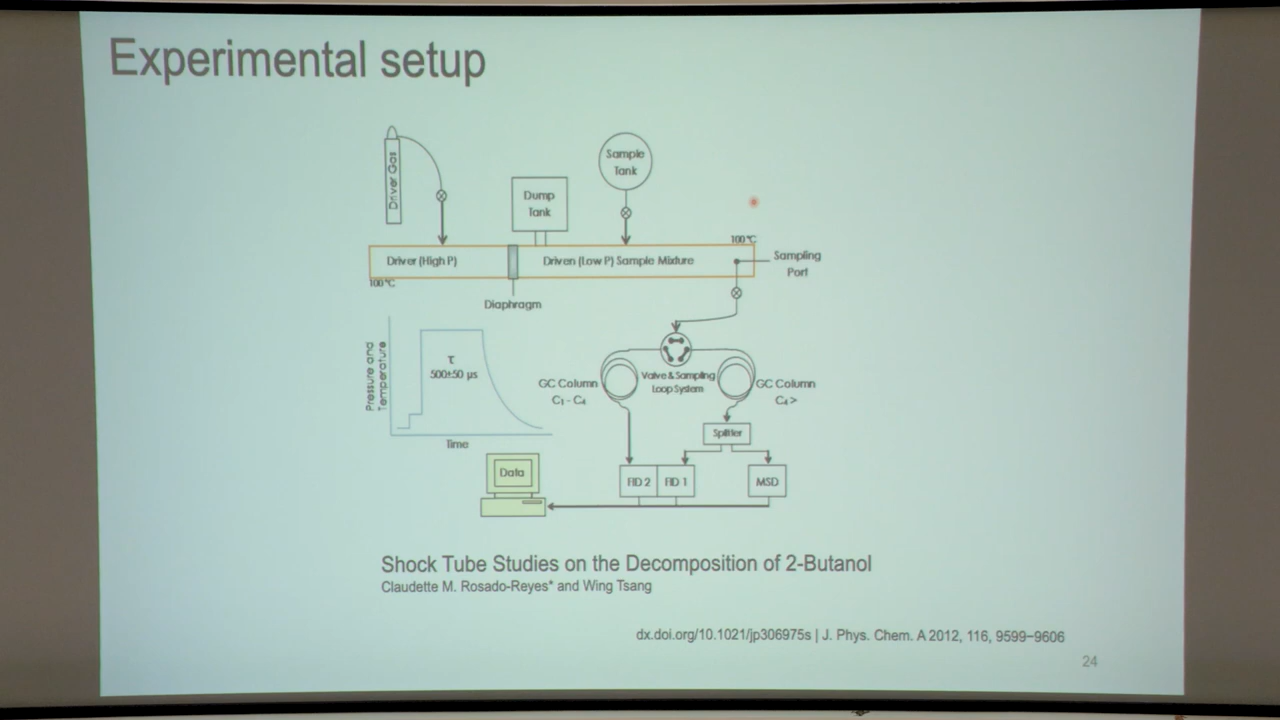 Experimental setup
Driver Gas
Sample
Tank
Dump
Tank
100 °C
Driver (High P)
Driven (Low P) Sample Mixture
Sampling
Port
100 °C
Diaphragm
Pressure and
Temperature
τ
500±50 µs
Time
GC Column
C₁ - C₄
Valve & Sampling
Loop System
GC Column
C₄ >
Splitter
Data
FID 2
FID 1
MSD
Shock Tube Studies on the Decomposition of 2-Butanol
Claudette M. Rosado-Reyes* and Wing Tsang
dx.doi.org/10.1021/jp306975s | J. Phys. Chem. A 2012, 116, 9599−9606
24